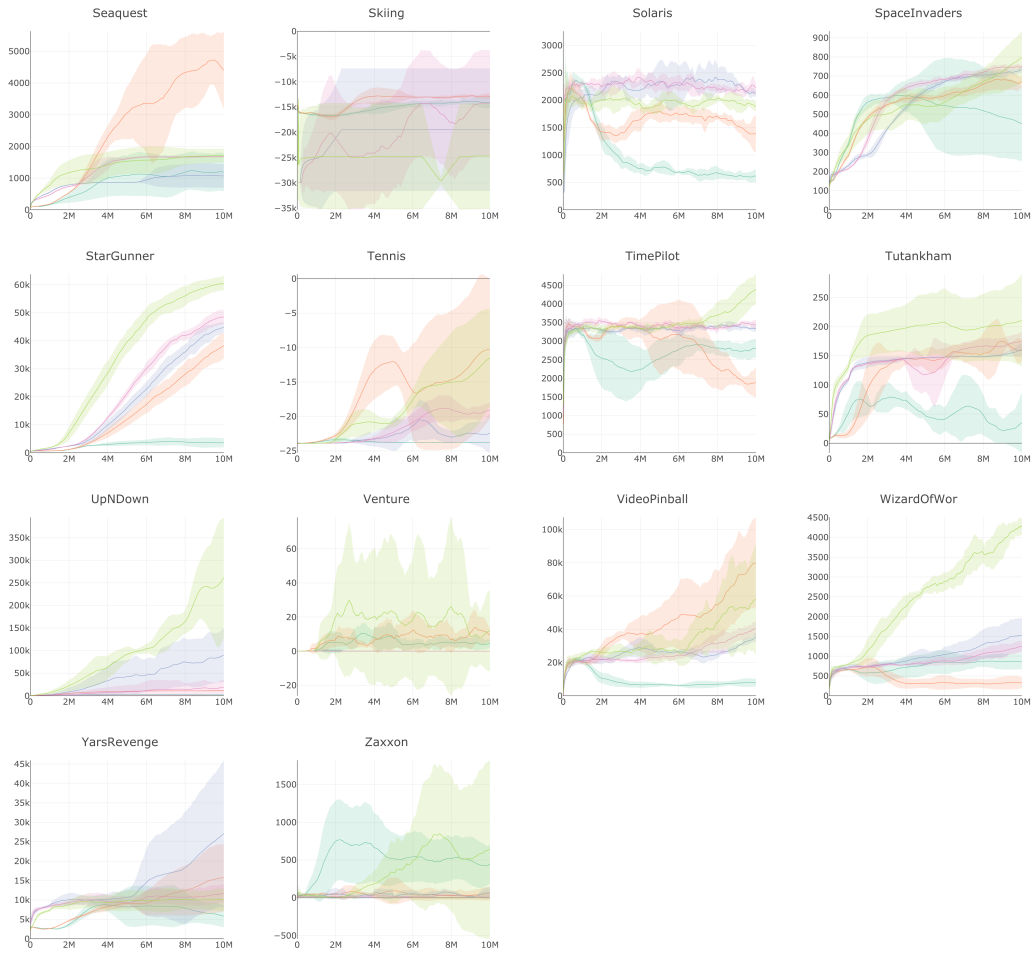 Seaquest
5000
4000
3000
2000
1000
0
0 2M 4M 6M 8M 10M
Skiing
0
−5k
−10k
−15k
−20k
−25k
−30k
−35k
0 2M 4M 6M 8M 10M
Solaris
3000
2500
2000
1500
1000
500
0
0 2M 4M 6M 8M 10M
SpaceInvaders
900
800
700
600
500
400
300
200
100
0 2M 4M 6M 8M 10M
StarGunner
60k
50k
40k
30k
20k
10k
0
0 2M 4M 6M 8M 10M
Tennis
0
−5
−10
−15
−20
−25
0 2M 4M 6M 8M 10M
TimePilot
4500
4000
3500
3000
2500
2000
1500
1000
500
0 2M 4M 6M 8M 10M
Tutankham
250
200
150
100
50
0
0 2M 4M 6M 8M 10M
UpNDown
350k
300k
250k
200k
150k
100k
50k
0
0 2M 4M 6M 8M 10M
Venture
60
40
20
0
−20
0 2M 4M 6M 8M 10M
VideoPinball
100k
80k
60k
40k
20k
0
0 2M 4M 6M 8M 10M
WizardOfWor
4500
4000
3500
3000
2500
2000
1500
1000
500
0
0 2M 4M 6M 8M 10M
YarsRevenge
45k
40k
35k
30k
25k
20k
15k
10k
5k
0
0 2M 4M 6M 8M 10M
Zaxxon
1500
1000
500
0
−500
0 2M 4M 6M 8M 10M